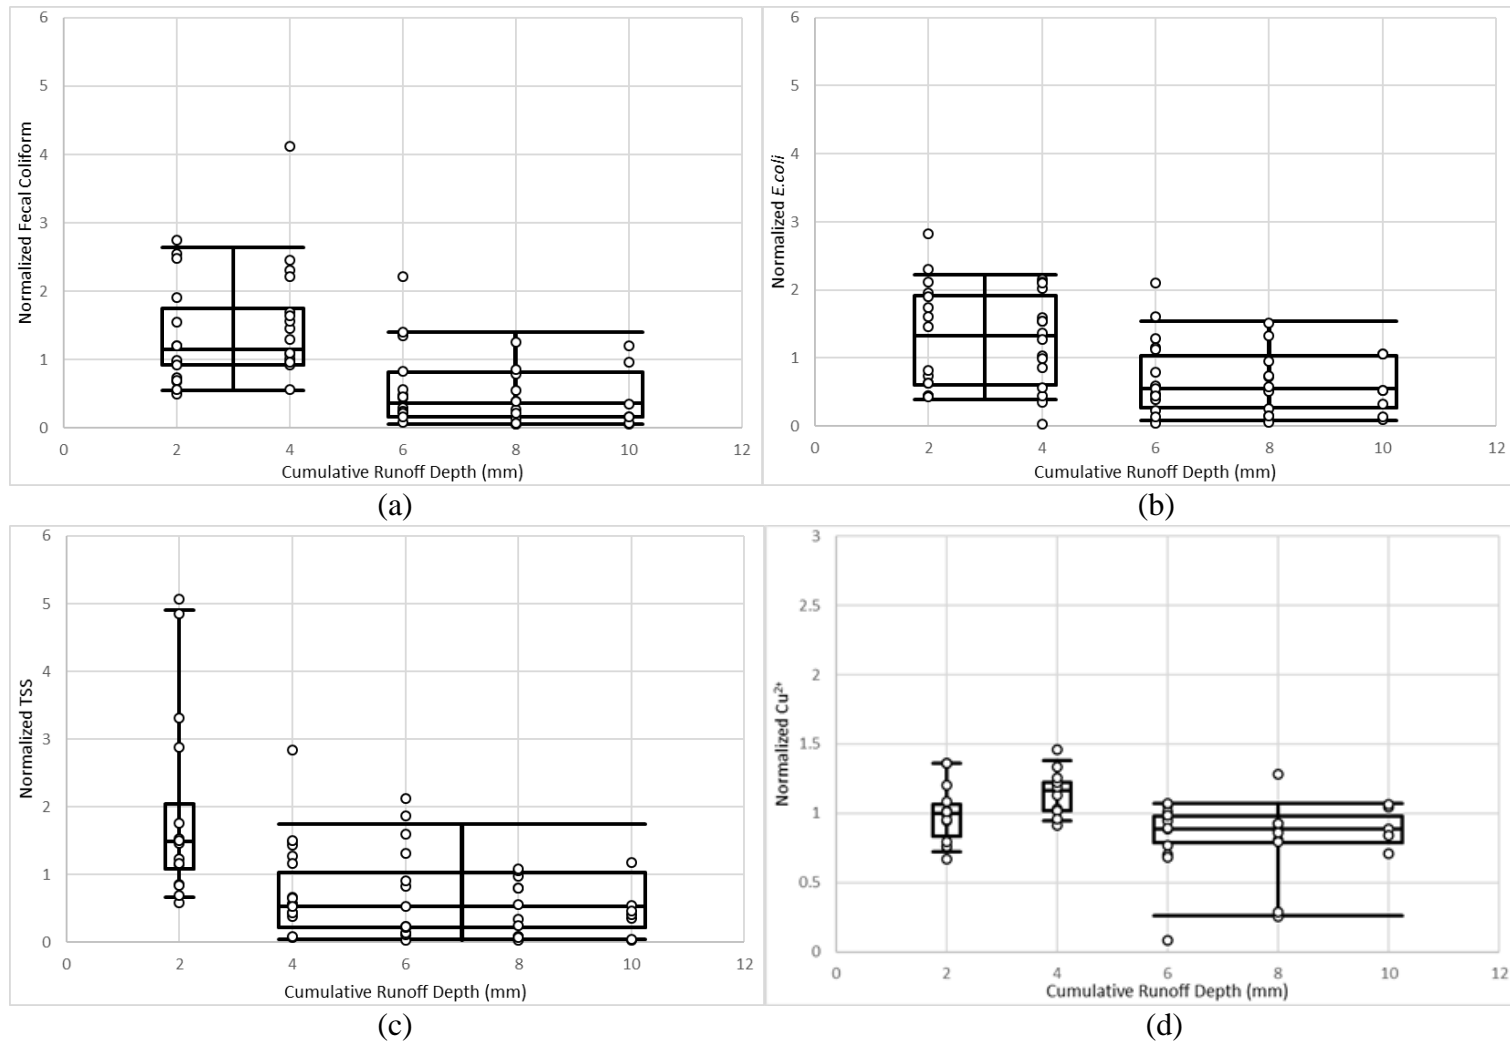 6
5
4
3
2
1
0
0 2 4 6 8 10 12
Normalized Fecal Coliform
Cumulative Runoff Depth (mm)
(a)
6
5
4
3
2
1
0
0 2 4 6 8 10 12
Normalized E.coli
Cumulative Runoff Depth (mm)
(b)
6
5
4
3
2
1
0
0 2 4 6 8 10 12
Normalized TSS
Cumulative Runoff Depth (mm)
(c)
3
2.5
2
1.5
1
0.5
0
0 2 4 6 8 10 12
Normalized Cu²⁺
Cumulative Runoff Depth (mm)
(d)